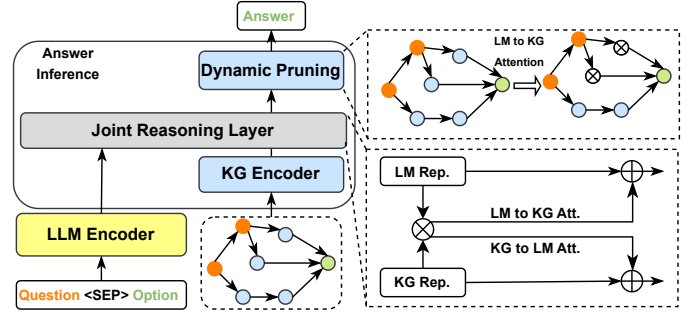 Answer
Answer
Inference
Dynamic Pruning
Joint Reasoning Layer
KG Encoder
LLM Encoder
Question <SEP> Option
LM to KG
Attention
LM Rep.
LM to KG Att.
KG to LM Att.
KG Rep.